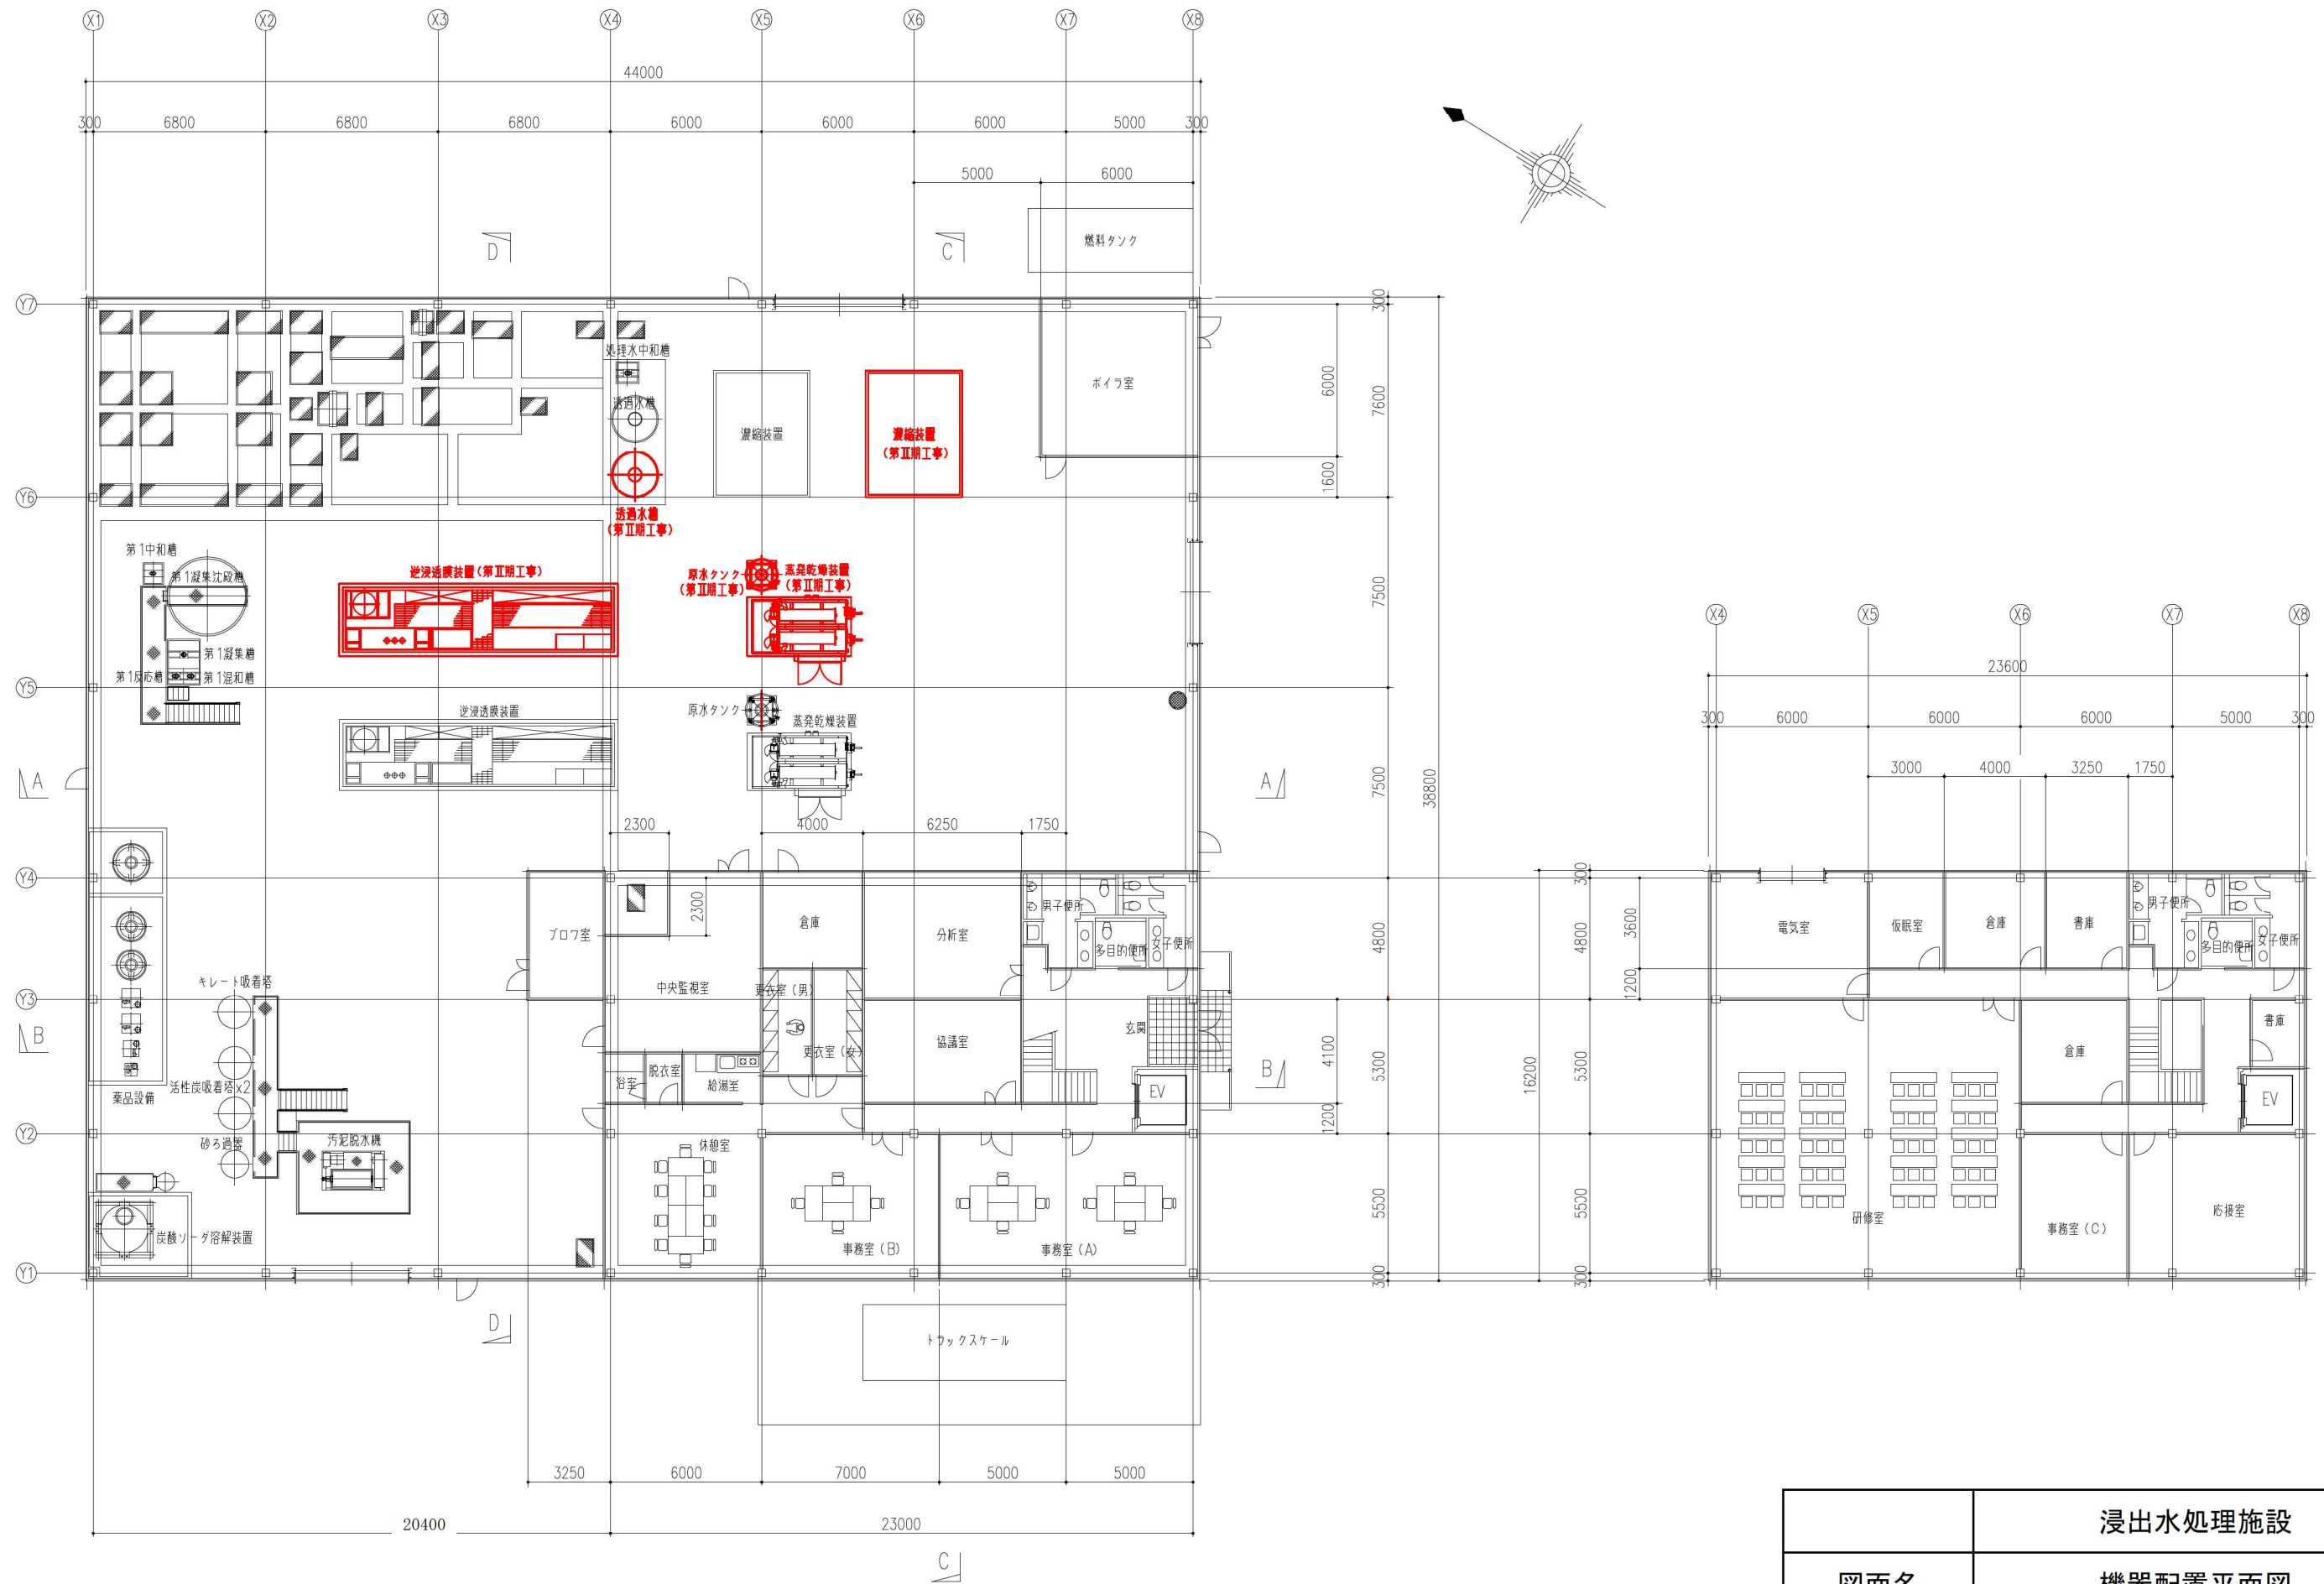 X1 X2 X3 X4 X5 X6 X7 X8
44000
300 6800 6800 6800 6000 6000 6000 5000 300
5000 6000
D C
燃料タンク
Y7
処理水中和槽
透過水槽
濃縮装置
濃縮装置
(第Ⅱ期工事)
ボイラ室
300
6000
7600
1600
Y6
透過水槽
(第Ⅱ期工事)
第1中和槽
第1凝集沈殿槽
逆浸透膜装置(第Ⅱ期工事)
原水タンク
(第Ⅱ期工事)
蒸発乾燥装置
(第Ⅱ期工事)
7500
第1凝集槽
第1反応槽
第1混和槽
Y5
逆浸透膜装置
原水タンク
蒸発乾燥装置
A A
7500
38800
2300 4000 6250 1750
Y4
2300
ブロワ室
倉庫
分析室
男子便所
多目的便所
女子便所
4800
キレート吸着塔
Y3
中央監視室
更衣室(男)
玄関
B B
協議室
更衣室(女)
浴室
脱衣室
給湯室
EV
4100
5300
1200
活性炭吸着塔x2
薬品設備
Y2
砂ろ過器
汚泥脱水機
休憩室
炭酸ソーダ溶解装置
事務室(B)
事務室(A)
5500
Y1
300
D
トラックスケール
3250 6000 7000 5000 5000
20400 23000
C
X4 X5 X6 X7 X8
23600
300 6000 6000 6000 5000 300
3000 4000 3250 1750
16200
300
4800
5300
5500
300
3600
1200
電気室
仮眠室
倉庫
書庫
男子便所
多目的便所
女子便所
書庫
倉庫
EV
研修室
事務室(C)
応接室
浸出水処理施設
図面名 機器配置平面図